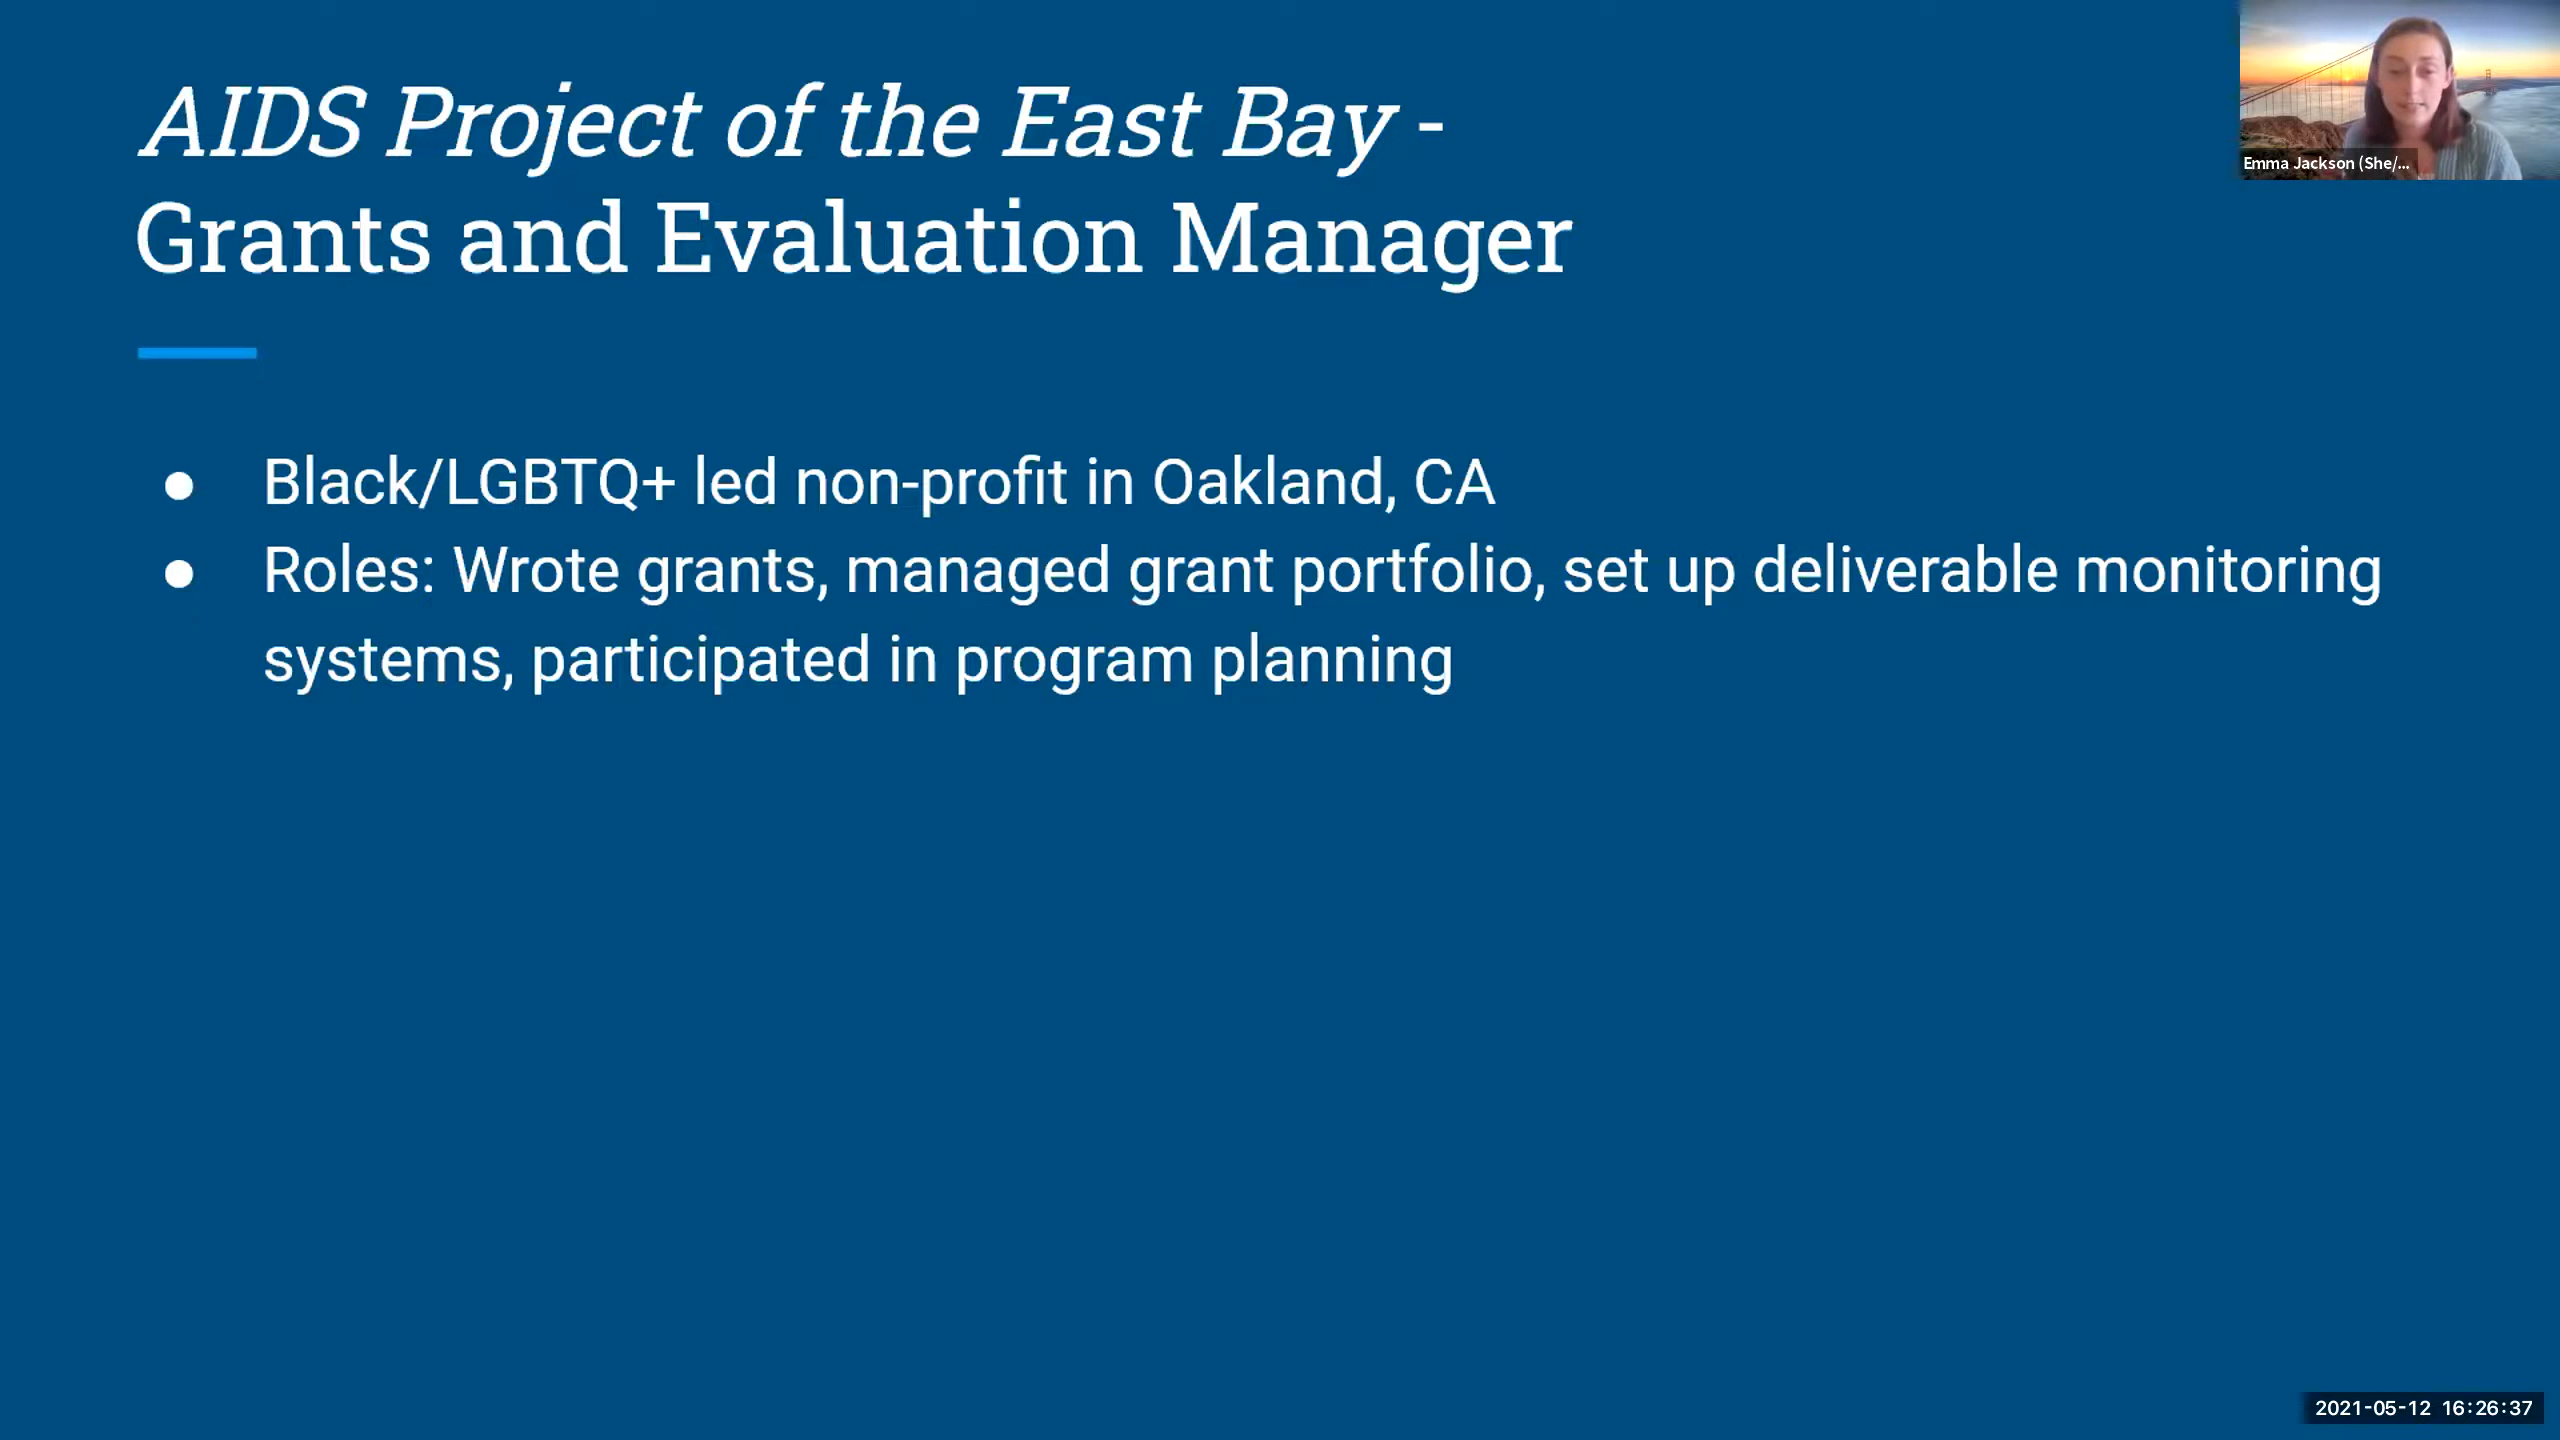 AIDS Project of the East Bay -
Grants and Evaluation Manager
● Black/LGBTQ+ led non-profit in Oakland, CA
● Roles: Wrote grants, managed grant portfolio, set up deliverable monitoring
systems, participated in program planning
Emma Jackson (She/...
2021-05-12 16:26:37